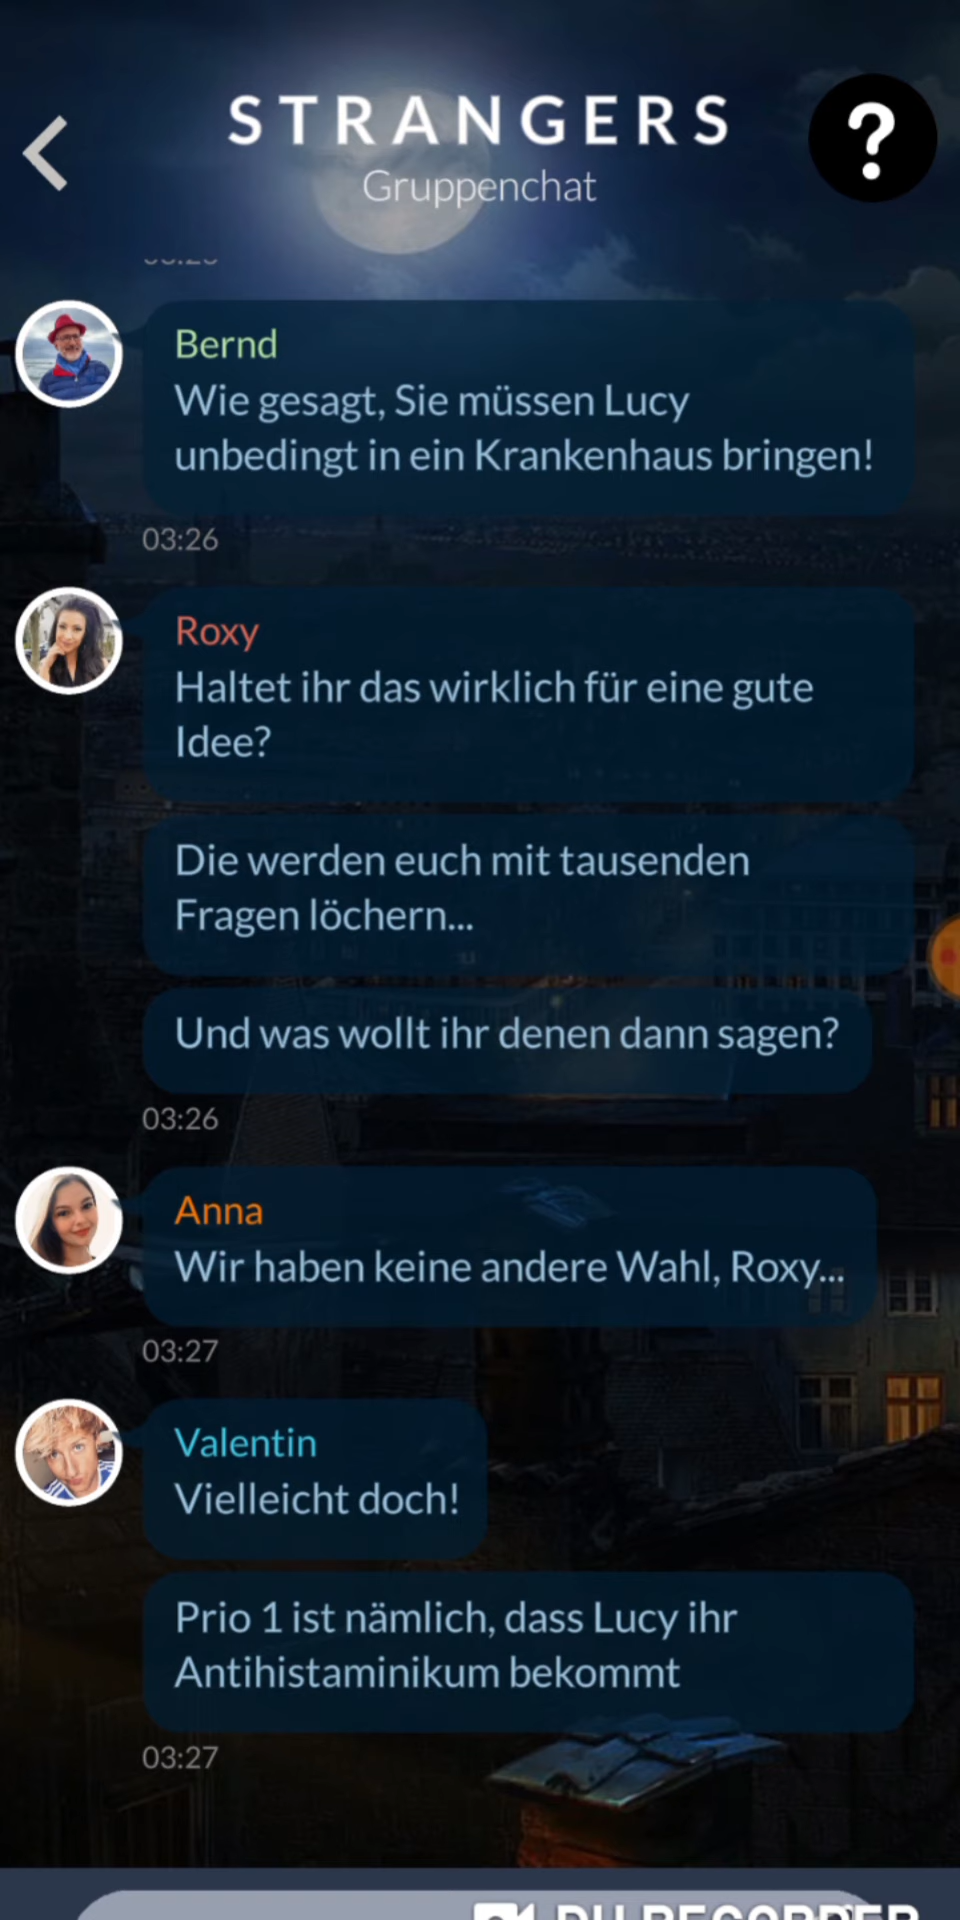 STRANGERS
?
Gruppenchat
Bernd
Wie gesagt, Sie müssen Lucy
unbedingt in ein Krankenhaus bringen!
03:26
Roxy
Haltet ihr das wirklich für eine gute
Idee?
Die werden euch mit tausenden
Fragen löchern...
Und was wollt ihr denen dann sagen?
03:26
Anna
Wir haben keine andere Wahl, Roxy...
03:27
Valentin
Vielleicht doch!
Prio 1 ist nämlich, dass Lucy ihr
Antihistaminikum bekommt
03:27
DU RECORDER